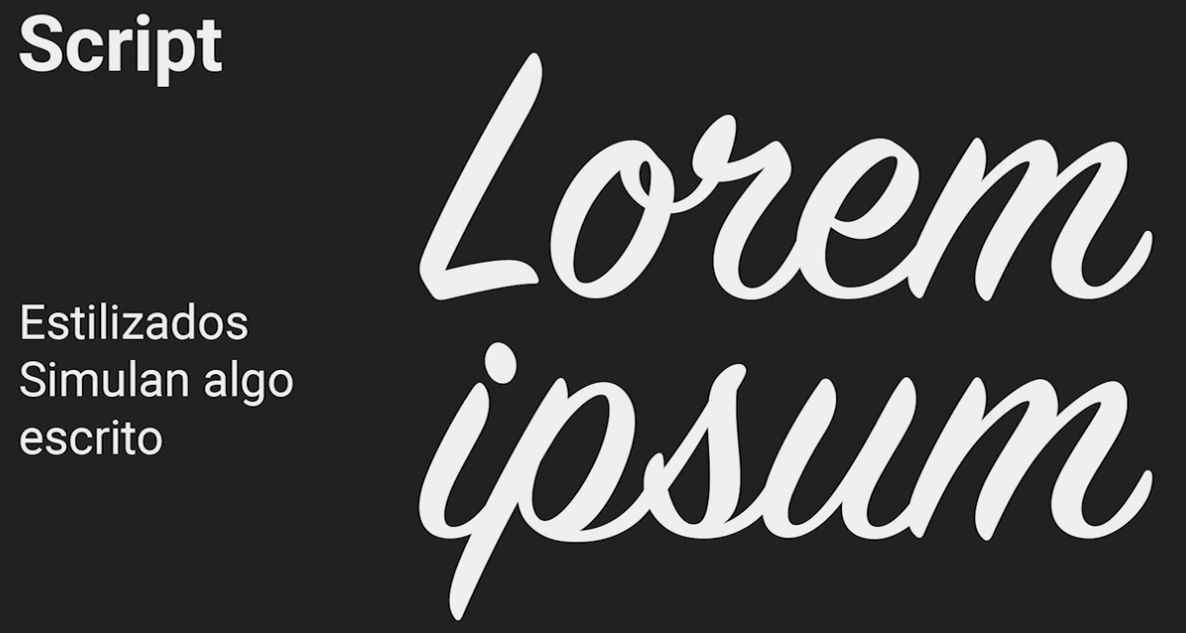 Script
Lorem
ipsum
Estilizados
Simulan algo
escrito